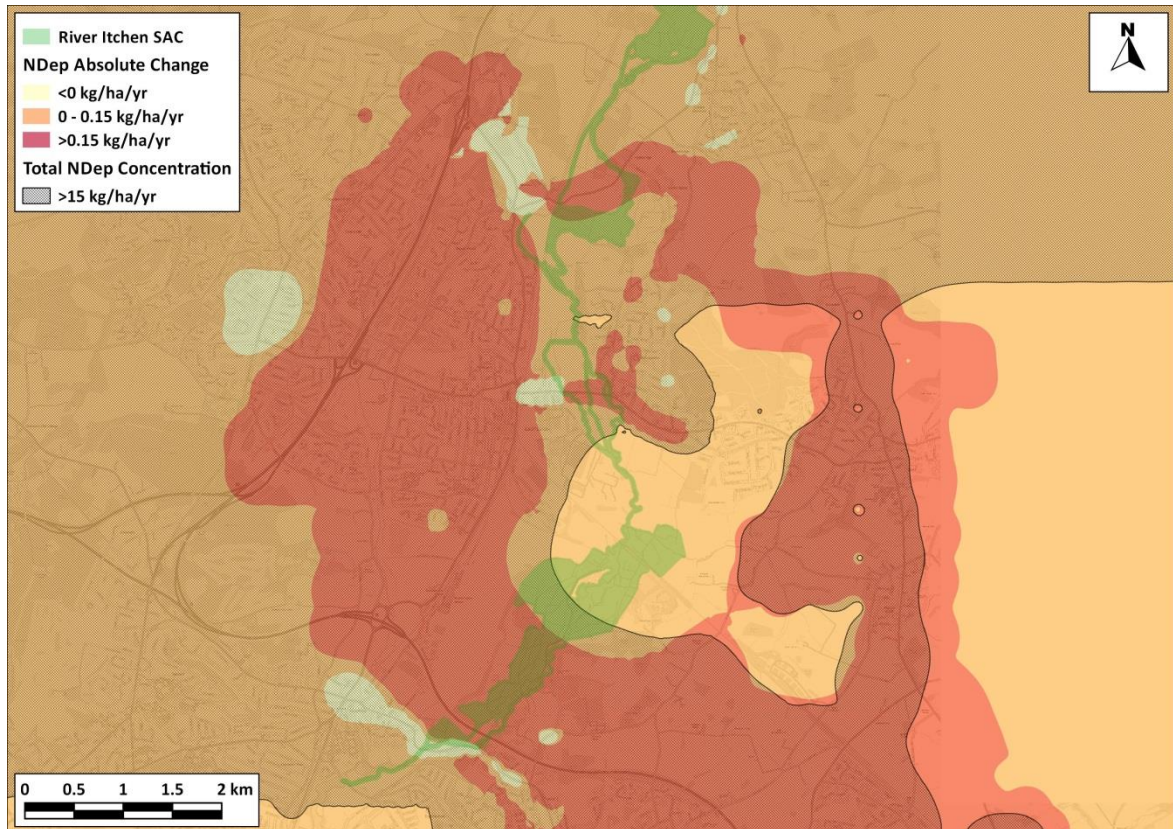 River Itchen SAC
NDep Absolute Change
<0 kg/ha/yr
0 - 0.15 kg/ha/yr
>0.15 kg/ha/yr
Total NDep Concentration
>15 kg/ha/yr
N
0 0.5 1 1.5 2 km